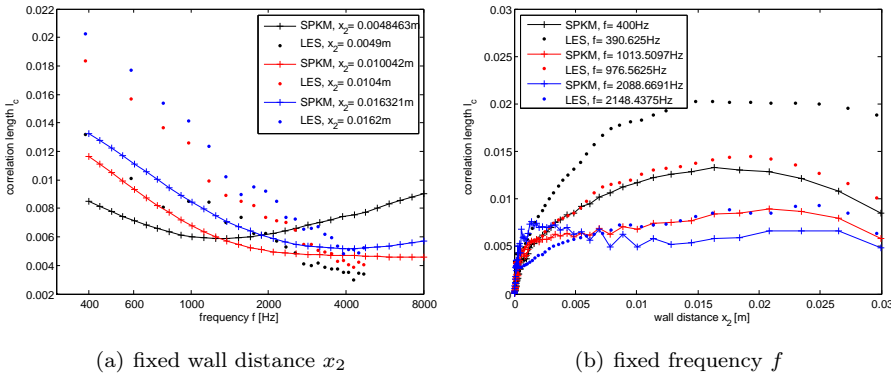 (a)
(b)
0.022
0.02
0.018
0.016
0.014
0.012
0.01
0.008
0.006
0.004
0.002
correlation length l_c
400
600
1000
2000
4000
8000
frequency f [Hz]
SPKM, x_2= 0.0048463m
LES, x_2= 0.0049m
SPKM, x_2= 0.010042m
LES, x_2= 0.0104m
SPKM, x_2= 0.016321m
LES, x_2= 0.0162m
0.03
0.025
0.02
0.015
0.01
0.005
0
correlation length l_c
0
0.005
0.01
0.015
0.02
0.025
0.03
wall distance x_2 [m]
SPKM, f= 400Hz
LES, f= 390.625Hz
SPKM, f= 1013.5097Hz
LES, f= 976.5625Hz
SPKM, f= 2088.6691Hz
LES, f= 2148.4375Hz
(a) fixed wall distance x_2
(b) fixed frequency f